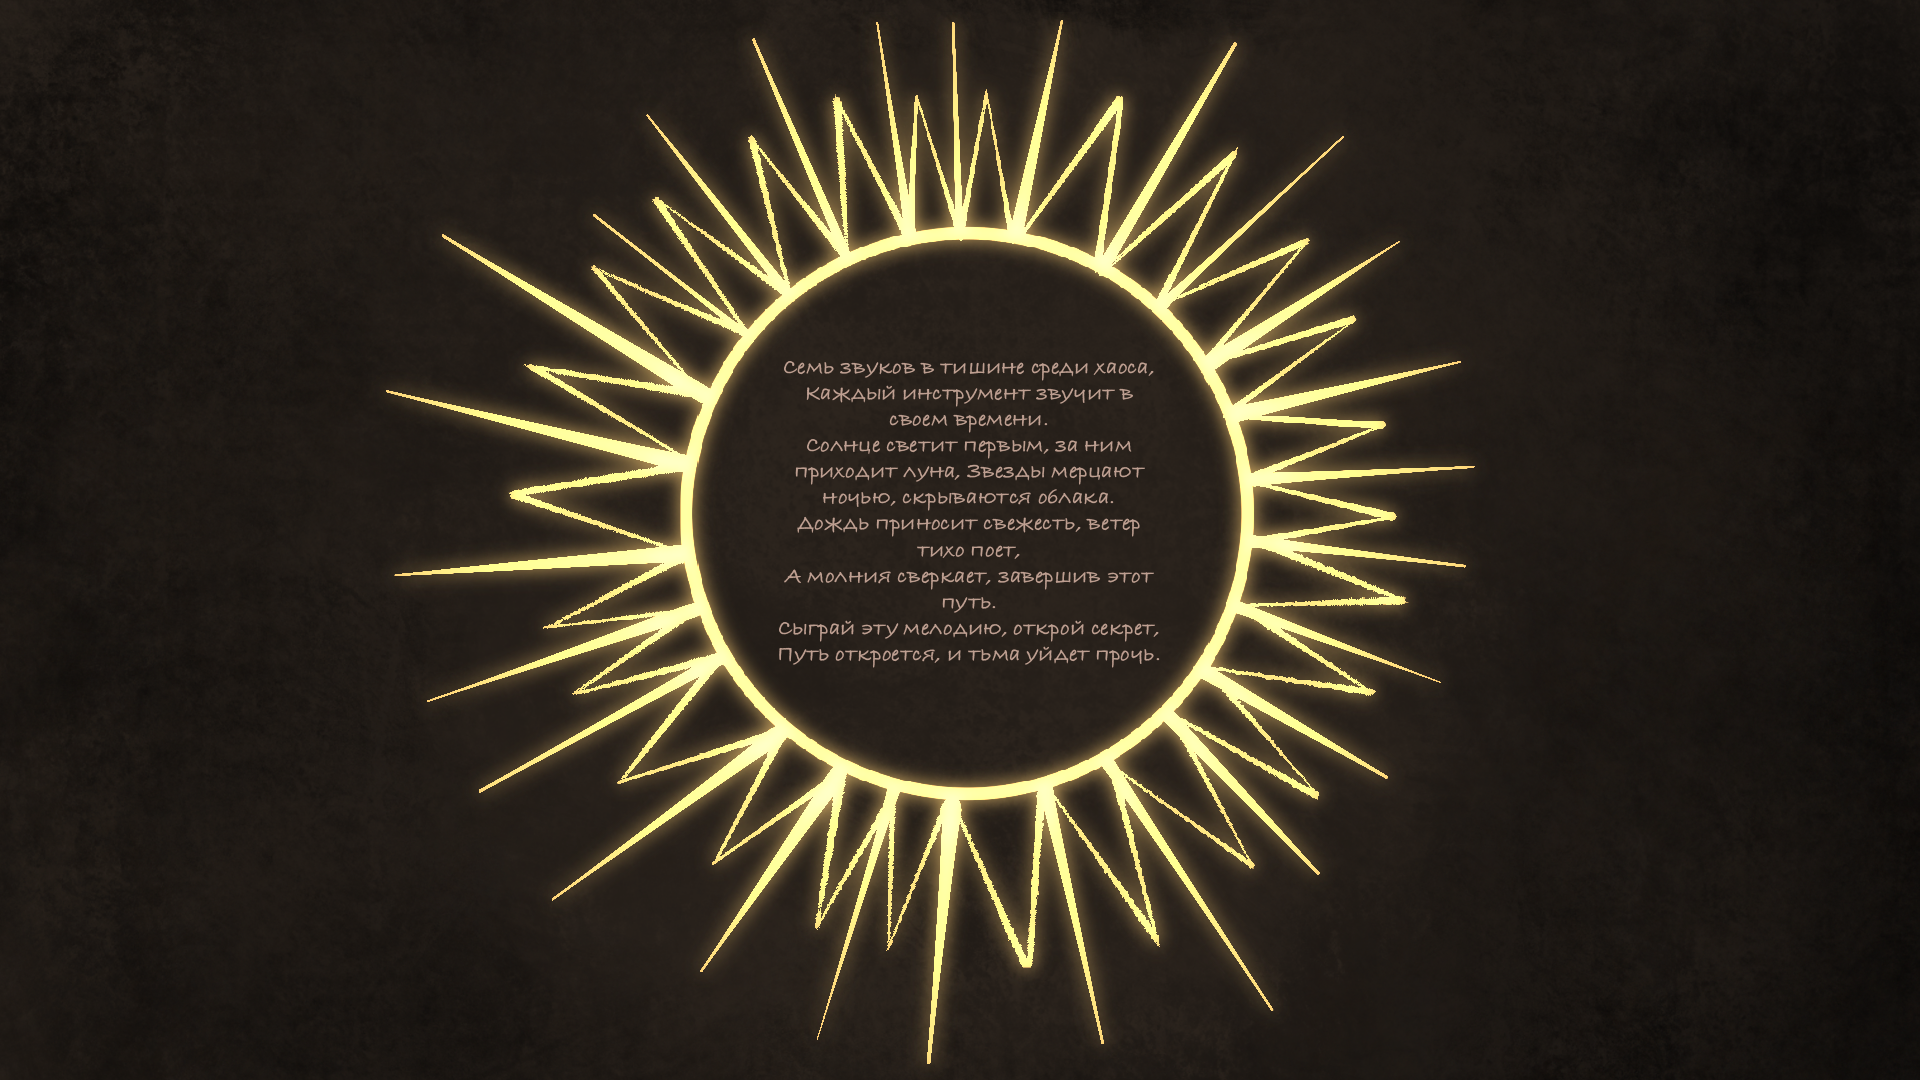 Семь звуков в тишине среди хаоса,
Каждый инструмент звучит в
своем времени.
Солнце светит первым, за ним
приходит луна, Звезды мерцают
ночью, скрываются облака.
Дождь приносит свежесть, ветер
тихо поет,
А молния сверкает, завершив этот
путь.
Сыграй эту мелодию, открой секрет,
Путь откроется, и тьма уйдет прочь.